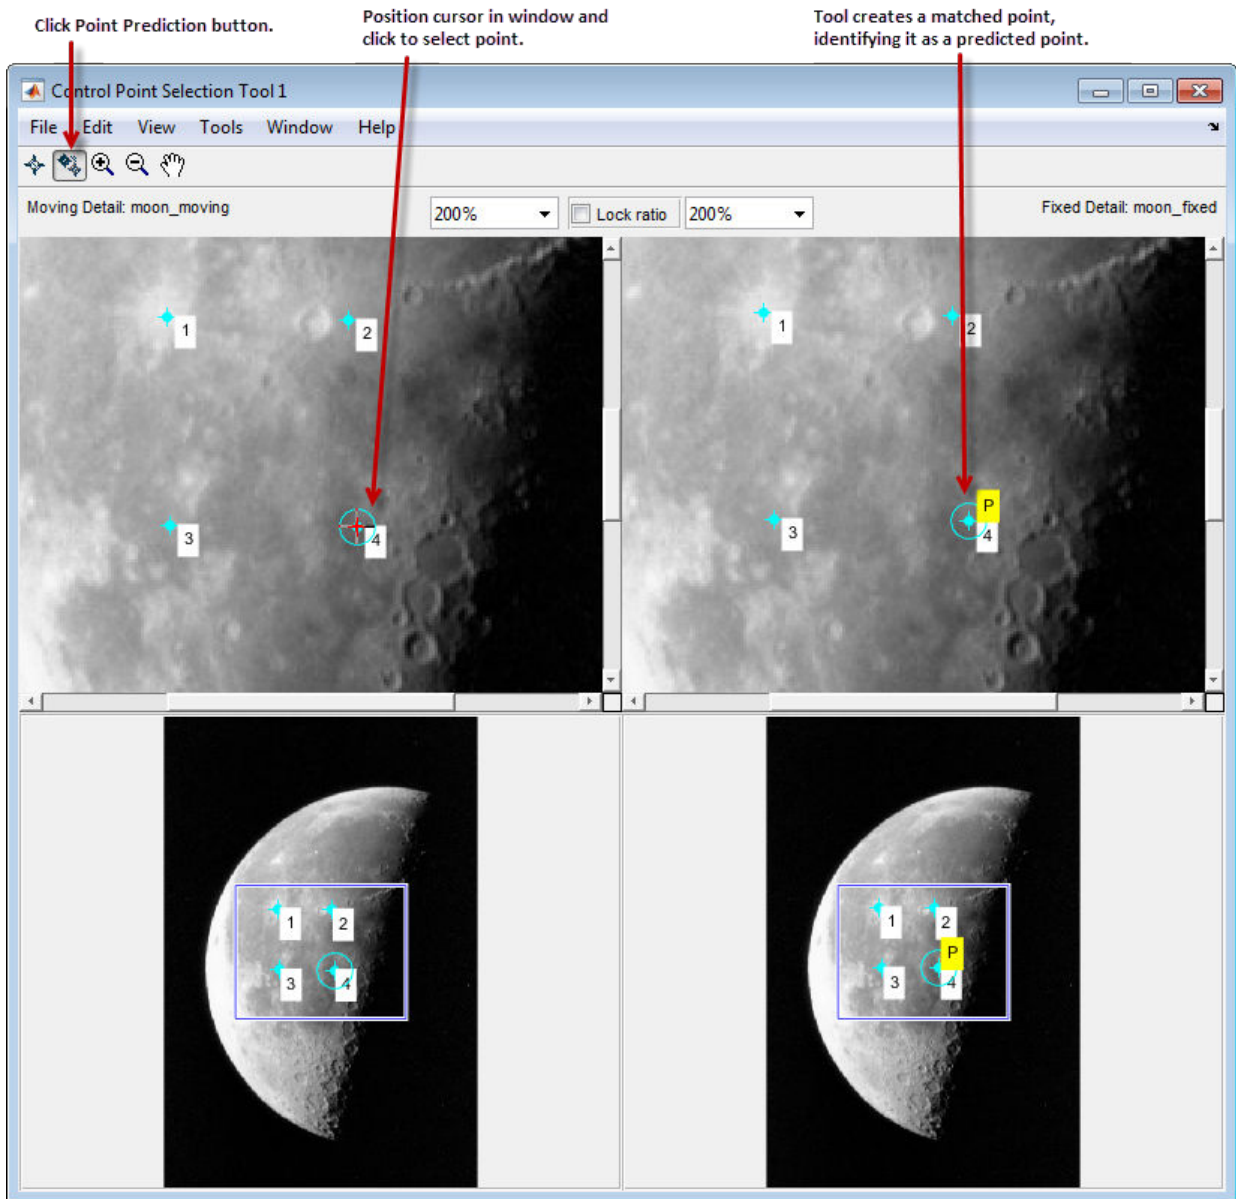 Click Point Prediction button.
Position cursor in window and
click to select point.
Tool creates a matched point,
identifying it as a predicted point.
Control Point Selection Tool 1
File Edit View Tools Window Help
Moving Detail: moon_moving
200%
Lock ratio
200%
Fixed Detail: moon_fixed
1
2
3
4
1
2
3
P
4
1
2
3
4
1
2
P
3
4